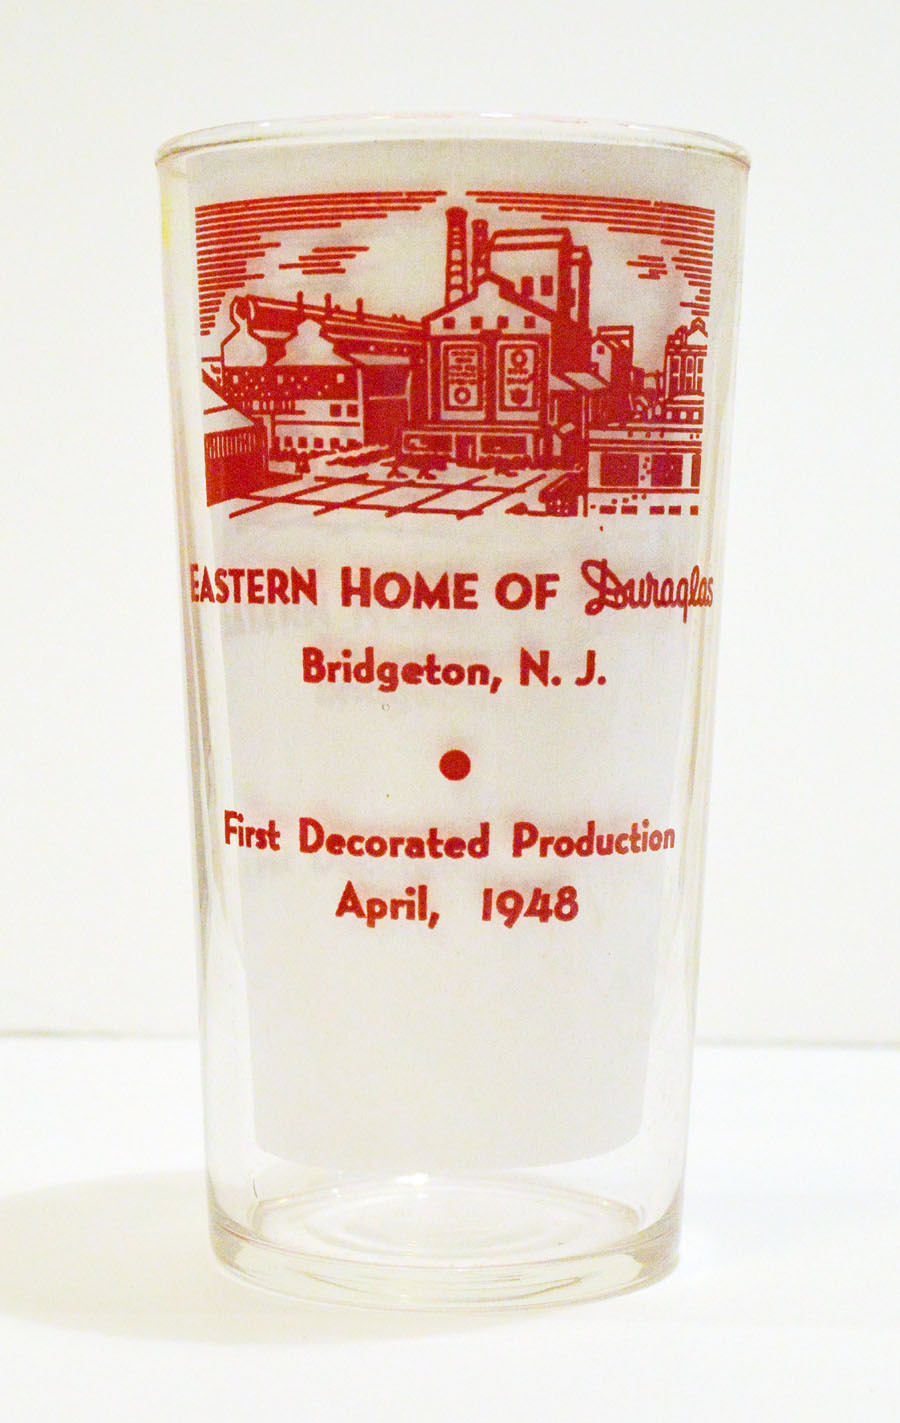 EASTERN HOME OF Duraglas
Bridgeton, N. J.
First Decorated Production
April, 1948